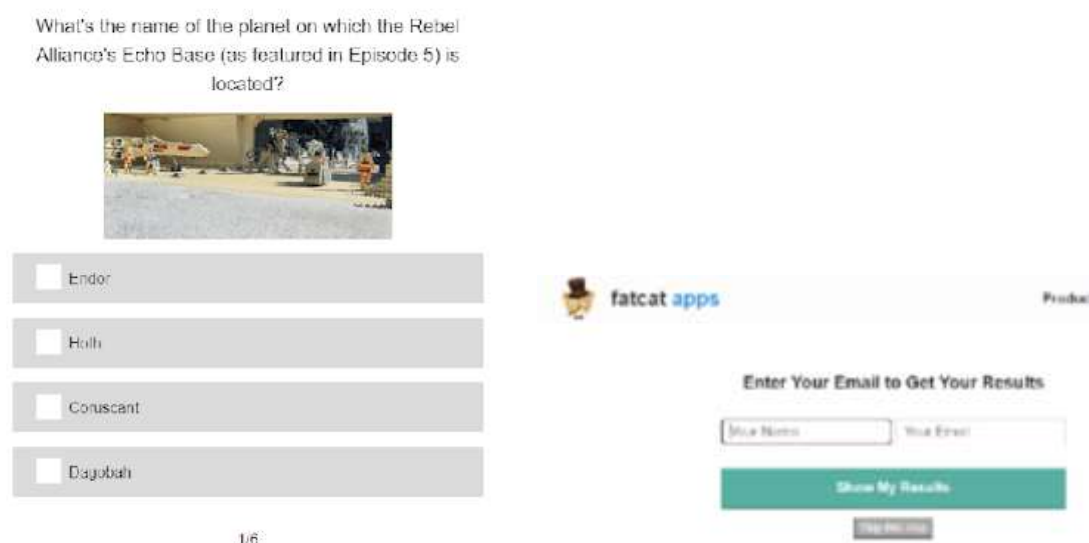 What's the name of the planet on which the Rebel
Alliance's Echo Base (as featured in Episode 5) is
located?
Endor
Hoth
Coruscant
Dagobah
1/6
fatcat apps
Enter Your Email to Get Your Results
Your Name
Your Email
Show My Results